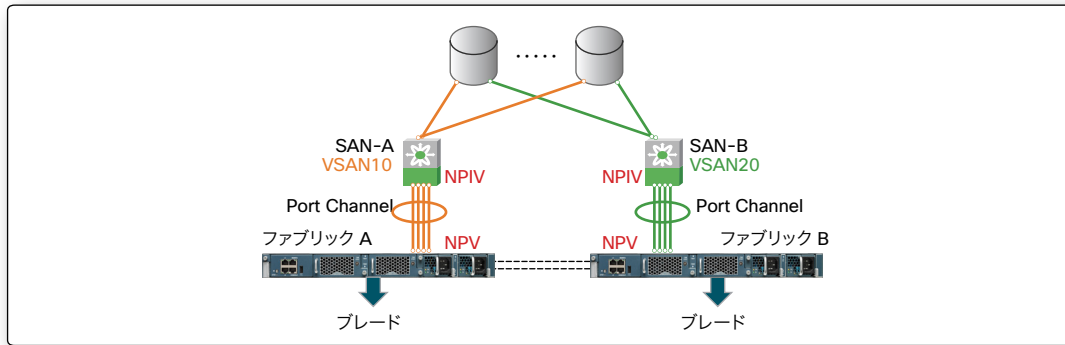 SAN-A
VSAN10
NPIV
SAN-B
VSAN20
NPIV
Port Channel
Port Channel
ファブリック A
NPV
NPV
ファブリック B
ブレード
ブレード